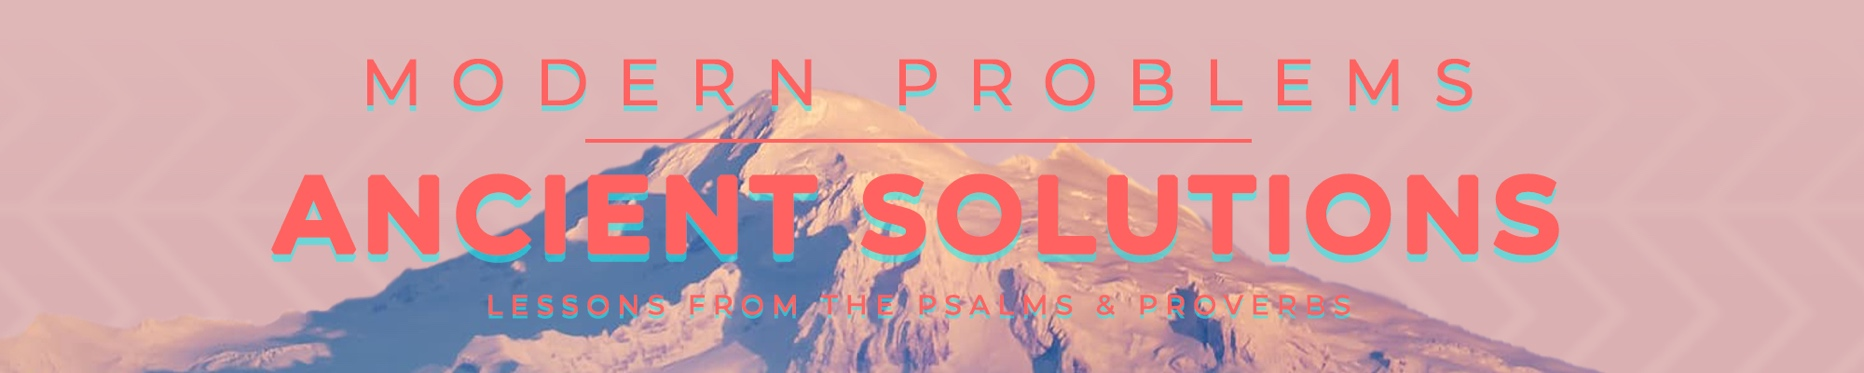 MODERN PROBLEMS
ANCIENT SOLUTIONS
LESSONS FROM THE PSALMS & PROVERBS